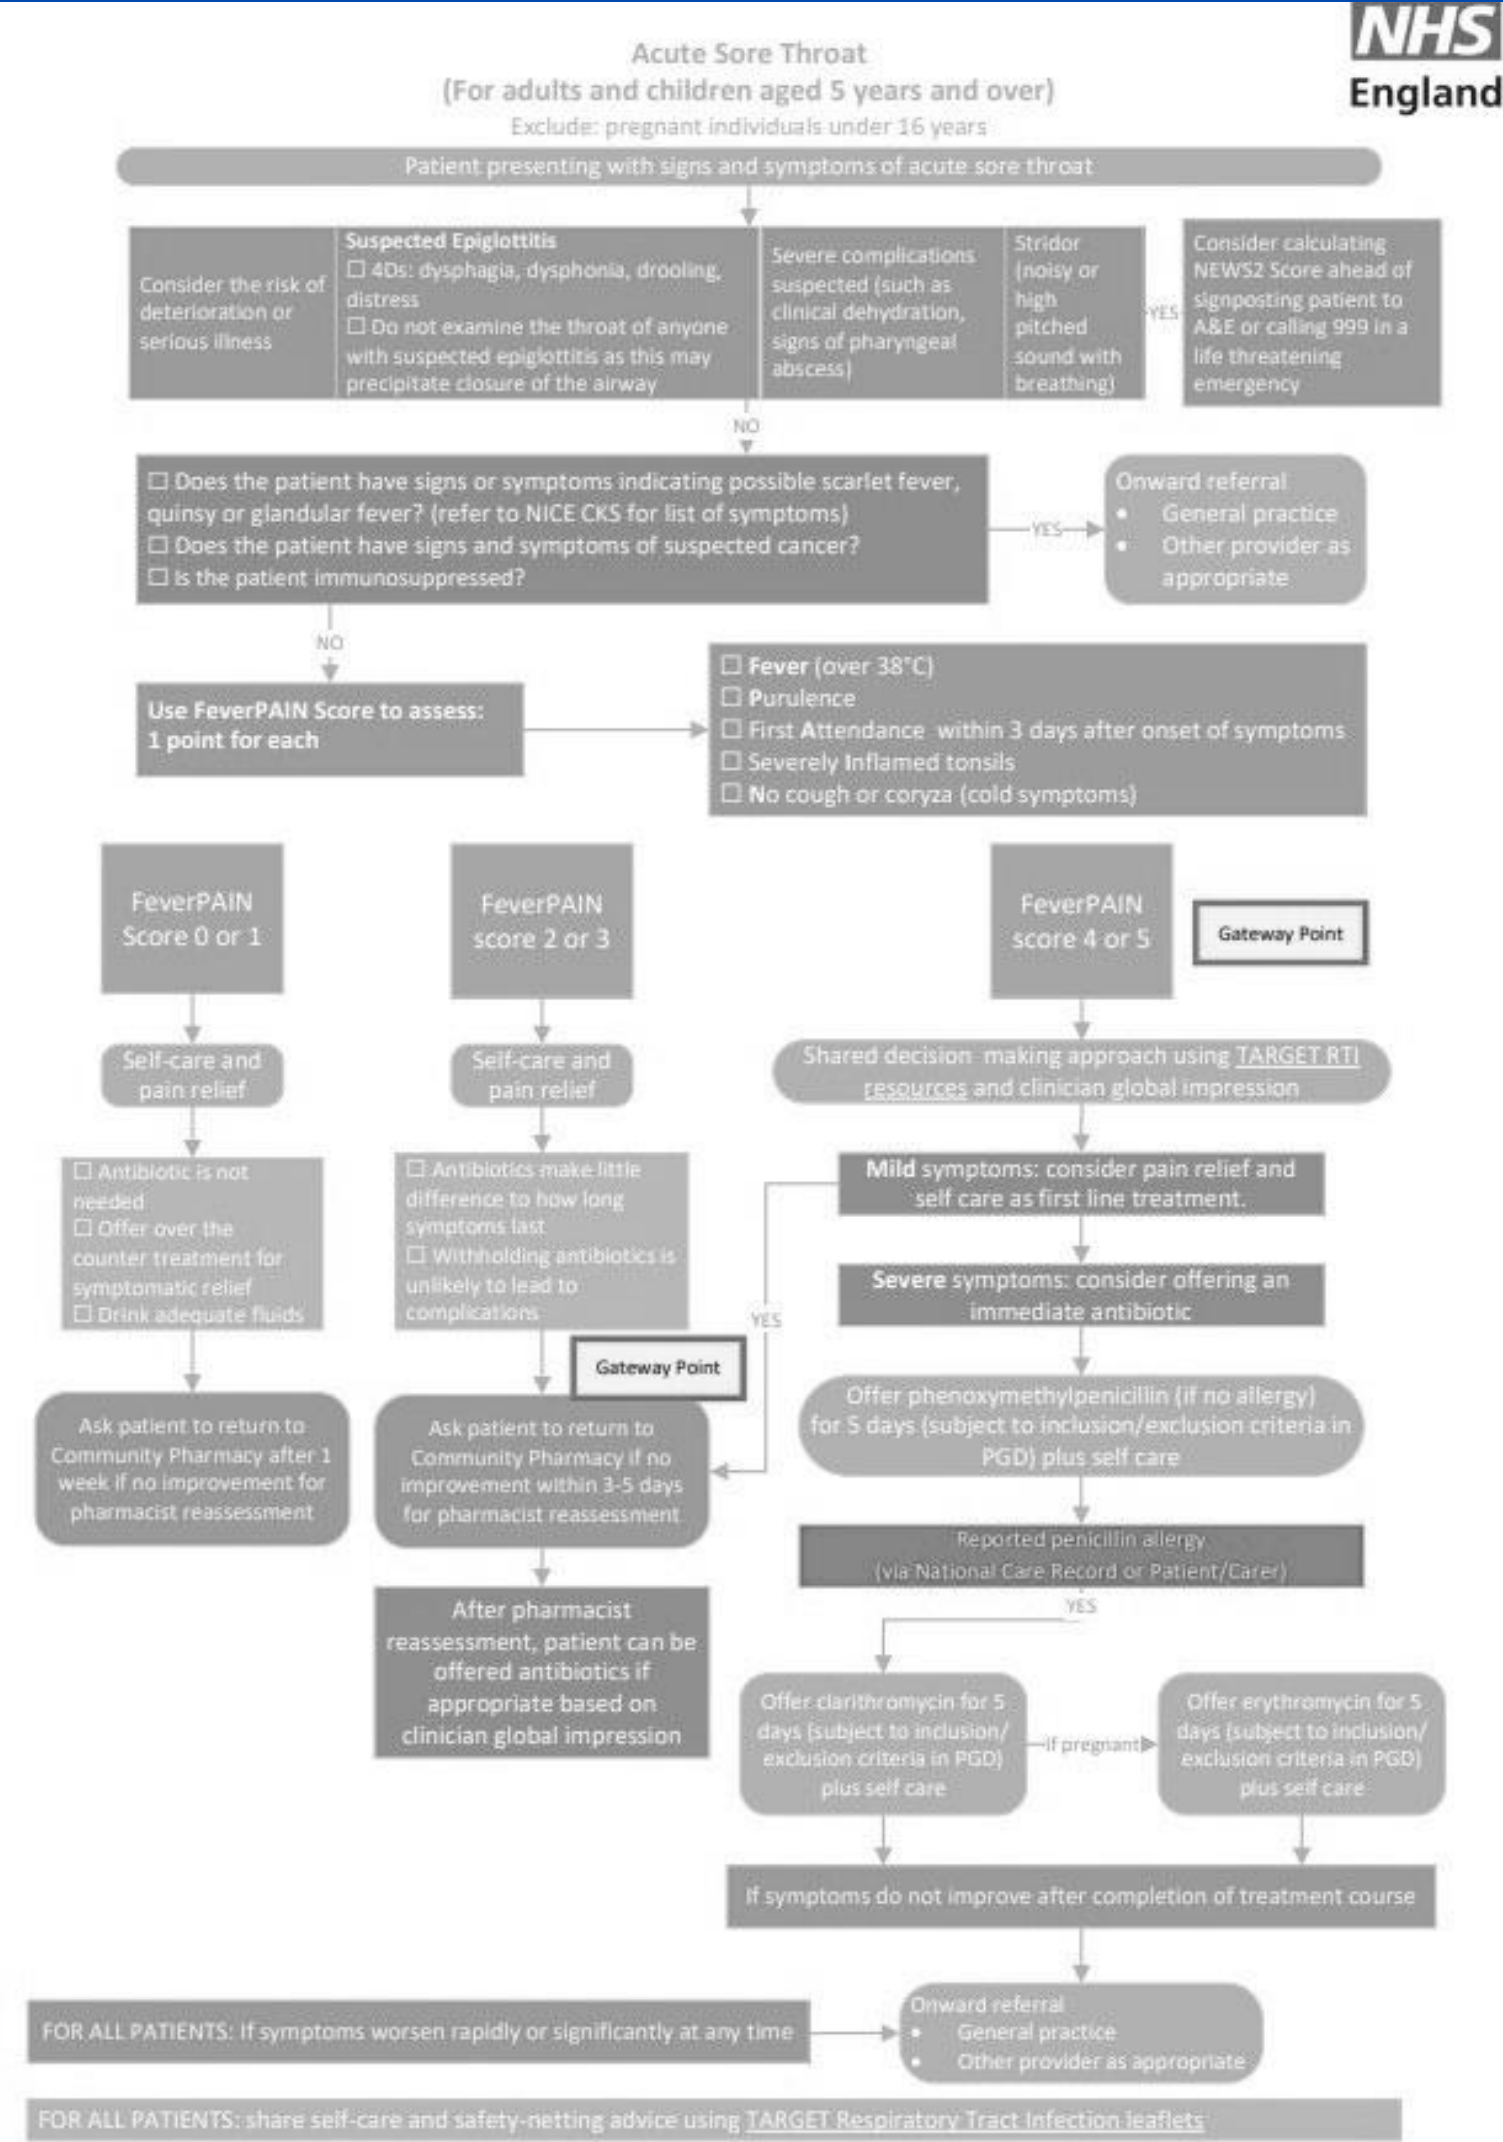 NHS
England
Acute Sore Throat
(For adults and children aged 5 years and over)
Exclude: pregnant individuals under 16 years
Patient presenting with signs and symptoms of acute sore throat
Consider the risk of
deterioration or
serious illness
Suspected Epiglottitis
☐ 4Ds: dysphagia, dysphonia, drooling,
distress
☐ Do not examine the throat of anyone
with suspected epiglottitis as this may
precipitate closure of the airway
Severe complications
suspected (such as
clinical dehydration,
signs of pharyngeal
abscess)
Stridor
(noisy or
high
pitched
sound with
breathing)
YES
Consider calculating
NEWS2 Score ahead of
signposting patient to
A&E or calling 999 in a
life threatening
emergency
NO
☐ Does the patient have signs or symptoms indicating possible scarlet fever,
quinsy or glandular fever? (refer to NICE CKS for list of symptoms)
☐ Does the patient have signs and symptoms of suspected cancer?
☐ Is the patient immunosuppressed?
YES
Onward referral
• General practice
• Other provider as
appropriate
NO
Use FeverPAIN Score to assess:
1 point for each
☐ Fever (over 38°C)
☐ Purulence
☐ First Attendance within 3 days after onset of symptoms
☐ Severely Inflamed tonsils
☐ No cough or coryza (cold symptoms)
FeverPAIN
Score 0 or 1
Self-care and
pain relief
☐ Antibiotic is not
needed
☐ Offer over the
counter treatment for
symptomatic relief
☐ Drink adequate fluids
Ask patient to return to
Community Pharmacy after 1
week if no improvement for
pharmacist reassessment
FeverPAIN
score 2 or 3
Self-care and
pain relief
☐ Antibiotics make little
difference to how long
symptoms last
☐ Withholding antibiotics is
unlikely to lead to
complications
Gateway Point
Ask patient to return to
Community Pharmacy if no
improvement within 3-5 days
for pharmacist reassessment
After pharmacist
reassessment, patient can be
offered antibiotics if
appropriate based on
clinician global impression
FeverPAIN
score 4 or 5
Gateway Point
Shared decision making approach using TARGET RTI
resources and clinician global impression
Mild symptoms: consider pain relief and
self care as first line treatment.
YES
Severe symptoms: consider offering an
immediate antibiotic
Offer phenoxymethylpenicillin (if no allergy)
for 5 days (subject to inclusion/exclusion criteria in
PGD) plus self care
Reported penicillin allergy
(via National Care Record or Patient/Carer)
YES
Offer clarithromycin for 5
days (subject to inclusion/
exclusion criteria in PGD)
plus self care
If pregnant
Offer erythromycin for 5
days (subject to inclusion/
exclusion criteria in PGD)
plus self care
If symptoms do not improve after completion of treatment course
FOR ALL PATIENTS: If symptoms worsen rapidly or significantly at any time
Onward referral
• General practice
• Other provider as appropriate
FOR ALL PATIENTS: share self-care and safety-netting advice using TARGET Respiratory Tract Infection leaflets